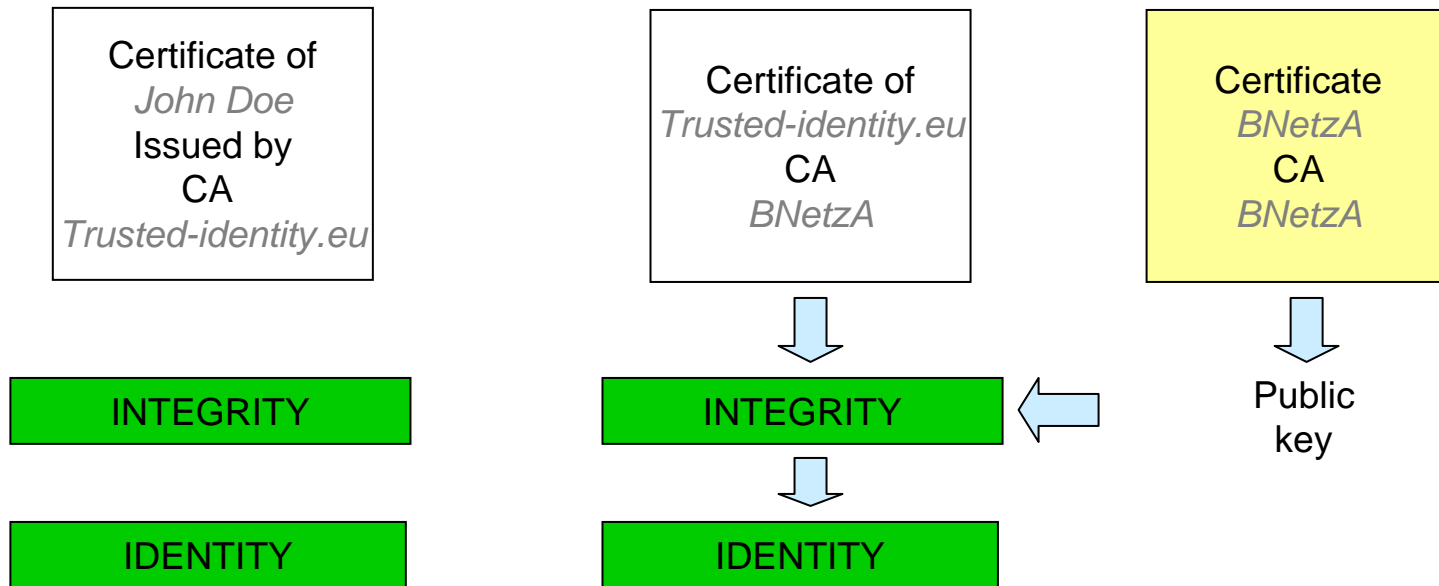 Certificate of
John Doe
Issued by
CA
Trusted-identity.eu
Certificate of
Trusted-identity.eu
CA
BNetzA
Certificate
BNetzA
CA
BNetzA
INTEGRITY
INTEGRITY
Public
key
IDENTITY
IDENTITY